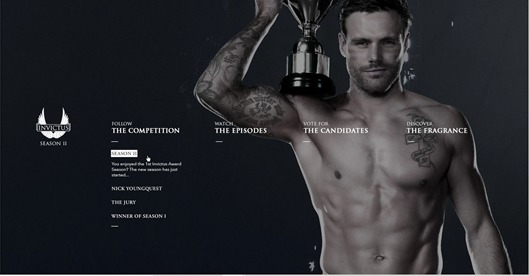 INVICTUS
SEASON II
FOLLOW
THE COMPETITION
WATCH
THE EPISODES
VOTE FOR
THE CANDIDATES
DISCOVER
THE FRAGRANCE
SEASON II
You enjoyed the 1st Invictus Award
Season? The new season has just
started...
NICK YOUNGQUEST
THE JURY
WINNER OF SEASON I